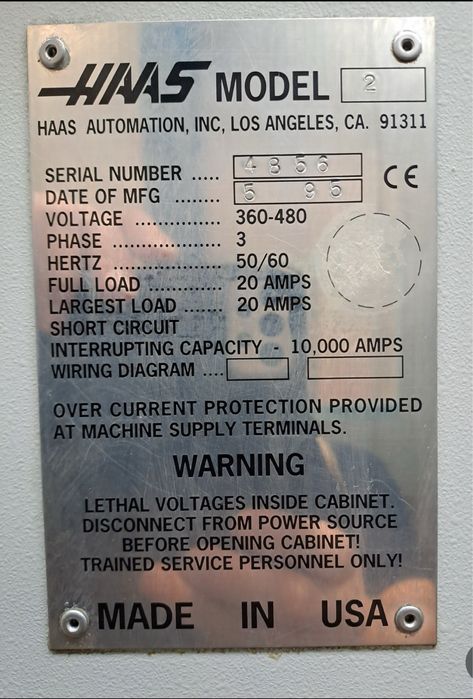 HAAS MODEL 2
HAAS AUTOMATION, INC, LOS ANGELES, CA. 91311
SERIAL NUMBER ..... 4856
DATE OF MFG ........ 5 95
VOLTAGE ............... 360-480
PHASE ................... 3
HERTZ ................... 50/60
FULL LOAD .............. 20 AMPS
LARGEST LOAD ....... 20 AMPS
SHORT CIRCUIT
INTERRUPTING CAPACITY - 10,000 AMPS
WIRING DIAGRAM ....
CE
OVER CURRENT PROTECTION PROVIDED
AT MACHINE SUPPLY TERMINALS.
WARNING
LETHAL VOLTAGES INSIDE CABINET.
DISCONNECT FROM POWER SOURCE
BEFORE OPENING CABINET!
TRAINED SERVICE PERSONNEL ONLY!
MADE IN USA